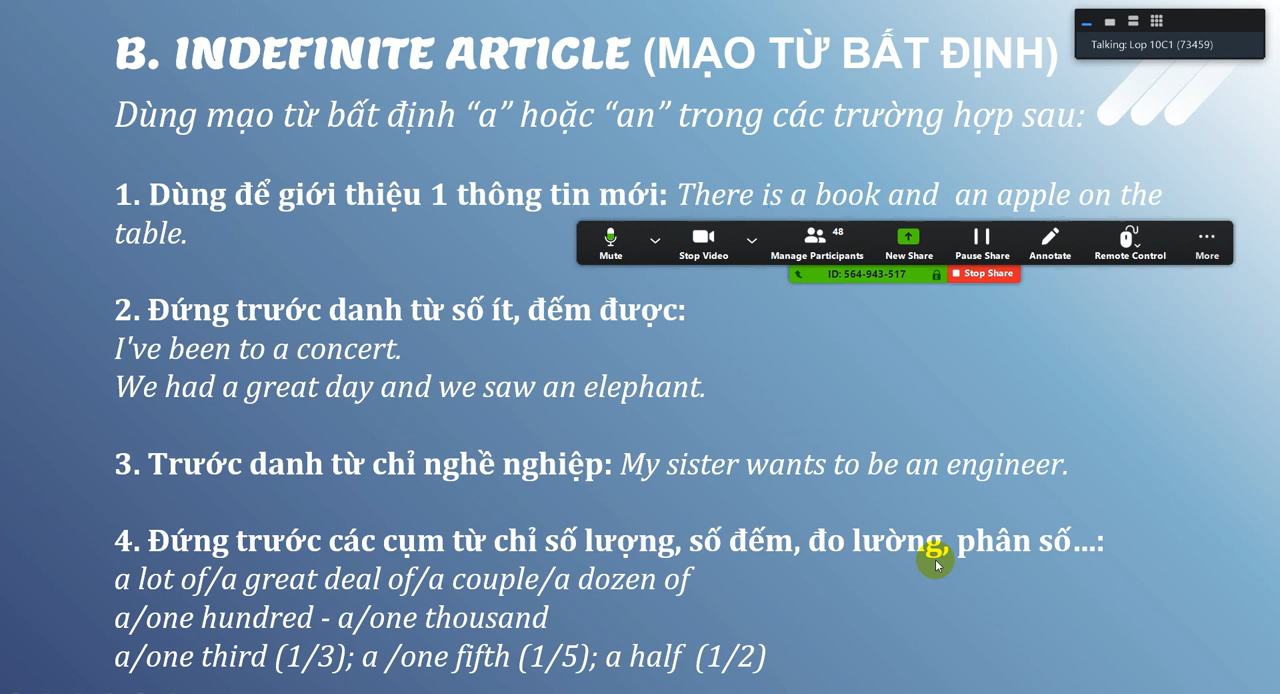 B. INDEFINITE ARTICLE (MẠO TỪ BẤT ĐỊNH)
Talking: Lop 10C1 (73459)
Dùng mạo từ bất định “a” hoặc “an” trong các trường hợp sau:
1. Dùng để giới thiệu 1 thông tin mới: There is a book and an apple on the
table.
Mute Stop Video 48 Manage Participants New Share Pause Share Annotate Remote Control More
ID: 564-943-517 Stop Share
2. Đứng trước danh từ số ít, đếm được:
I've been to a concert.
We had a great day and we saw an elephant.
3. Trước danh từ chỉ nghề nghiệp: My sister wants to be an engineer.
4. Đứng trước các cụm từ chỉ số lượng, số đếm, đo lường, phân số...:
a lot of/a great deal of/a couple/a dozen of
a/one hundred - a/one thousand
a/one third (1/3); a /one fifth (1/5); a half (1/2)